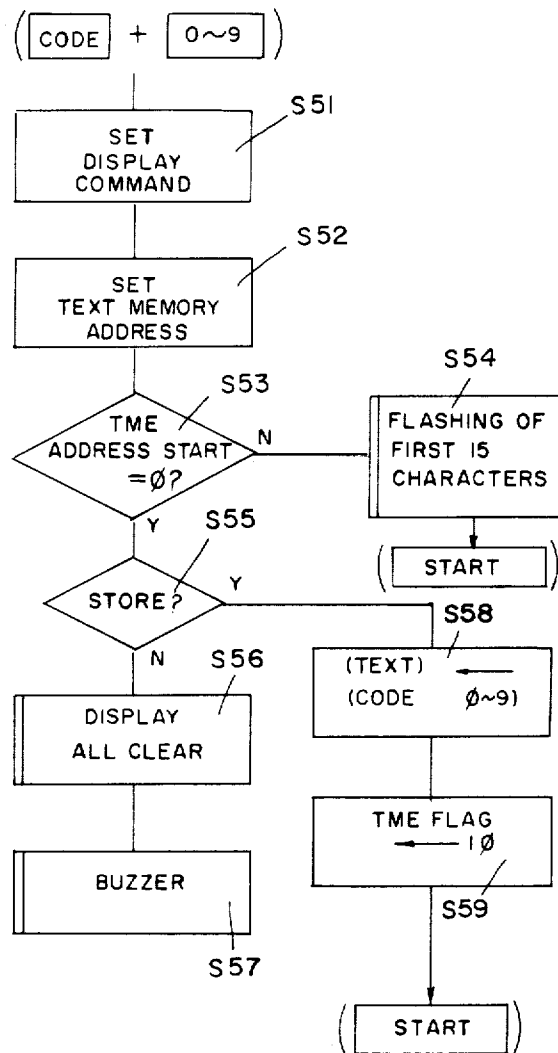 ( CODE + 0~9 )
S51
SET
DISPLAY
COMMAND
S52
SET
TEXT MEMORY
ADDRESS
S53
TME
ADDRESS START
=Ø?
N
Y
S54
FLASHING OF
FIRST 15
CHARACTERS
( START )
S55
STORE?
Y
N
S56
DISPLAY
ALL CLEAR
BUZZER
S57
S58
(TEXT) ←
(CODE Ø~9)
TME FLAG
← 1Ø
S59
( START )